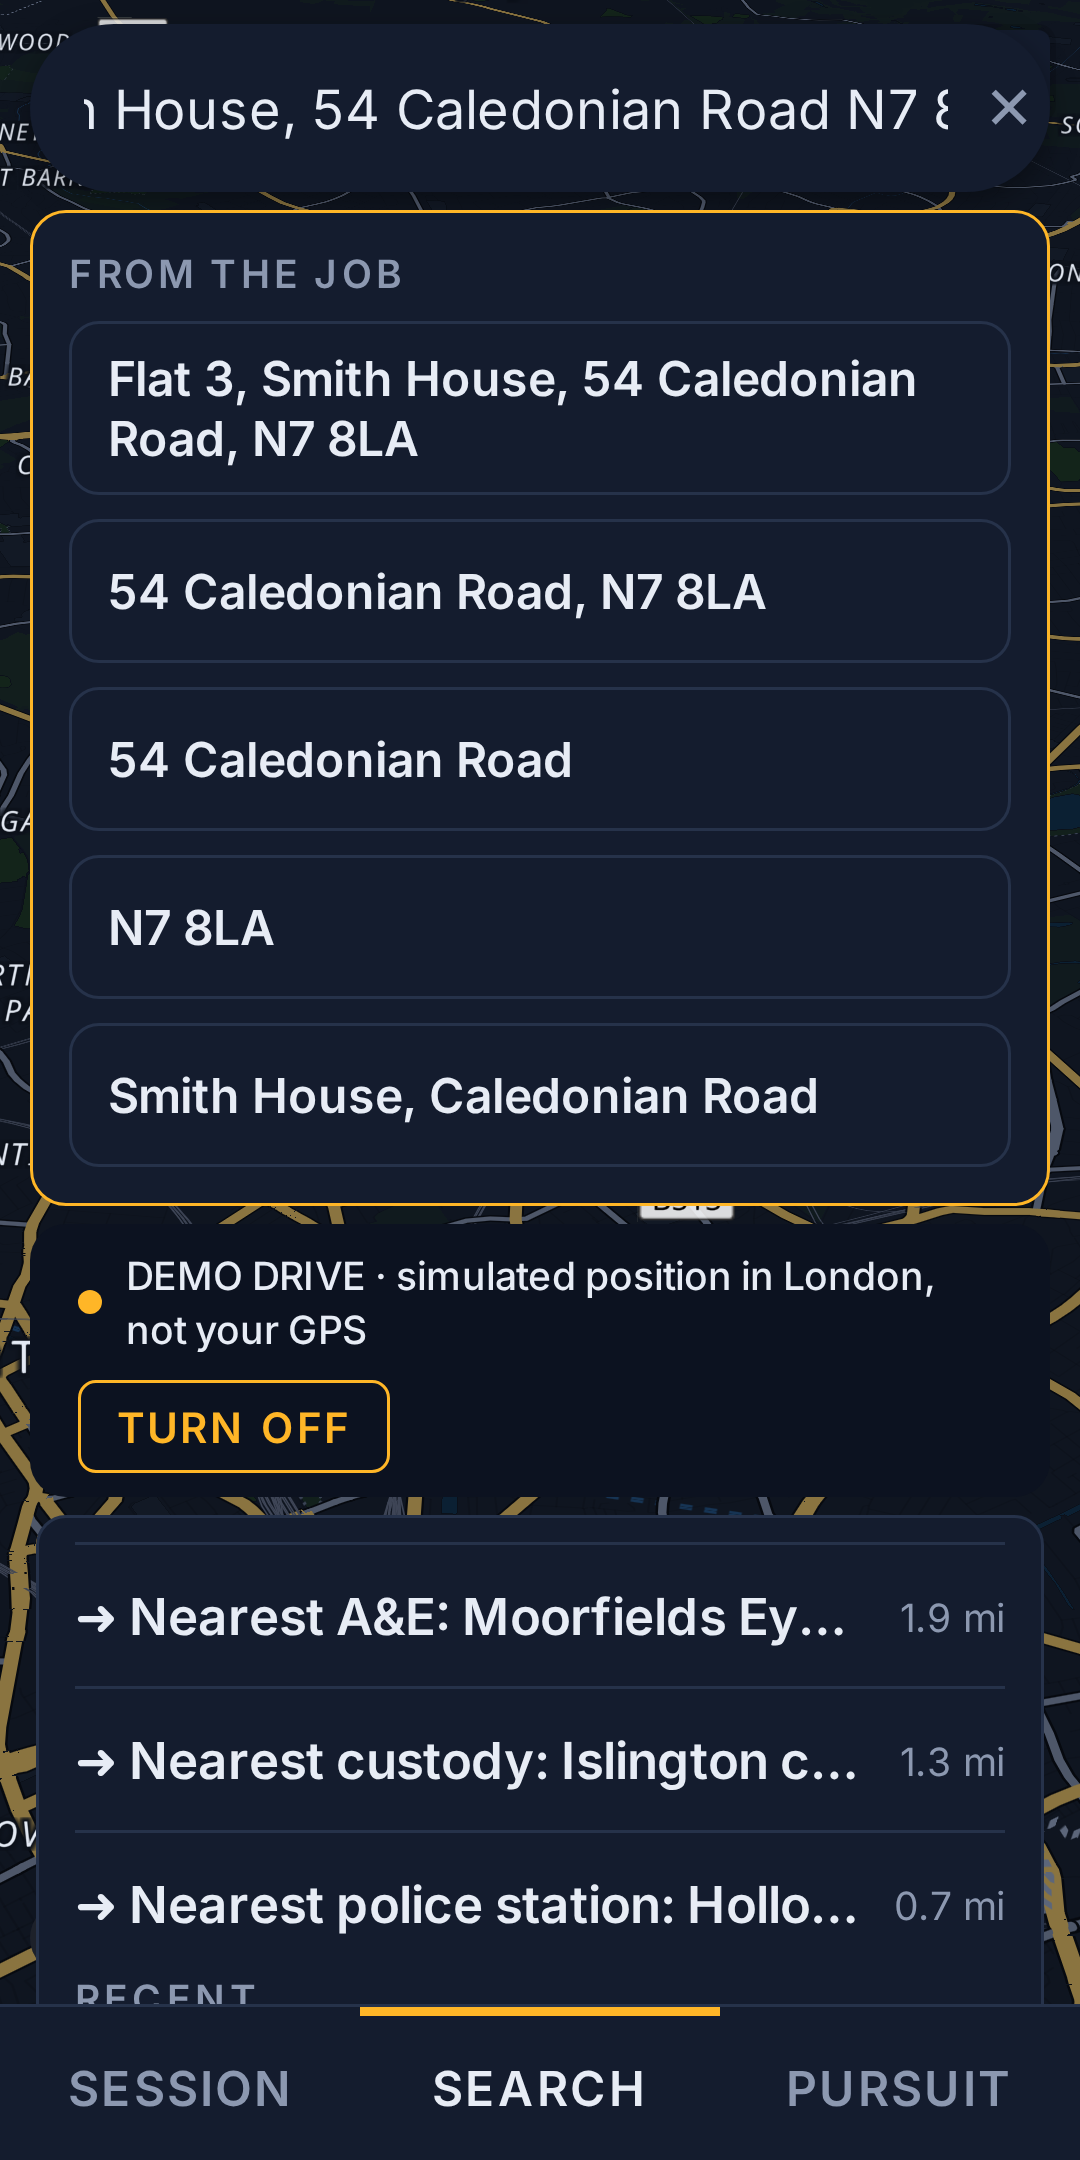 House, 54 Caledonian Road N7
FROM THE JOB
Flat 3, Smith House, 54 Caledonian
Road, N7 8LA
54 Caledonian Road, N7 8LA
54 Caledonian Road
N7 8LA
Smith House, Caledonian Road
DEMO DRIVE · simulated position in London,
not your GPS
TURN OFF
→ Nearest A&E: Moorfields Ey… 1.9 mi
→ Nearest custody: Islington c… 1.3 mi
→ Nearest police station: Hollo… 0.7 mi
RECENT
SESSION SEARCH PURSUIT